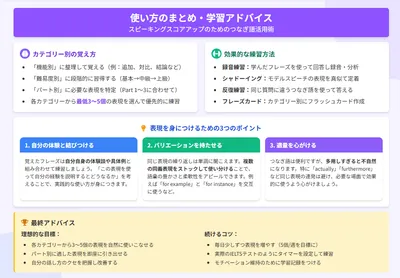 使い方のまとめ・学習アドバイス
スピーキングスコアアップのためのつなぎ語活用術
カテゴリー別の覚え方
・「機能別」に整理して覚える（例：追加、対比、結論など）
・「難易度別」に段階的に習得する（基本→中級→上級）
・「パート別」に必要な表現を特定（Part 1〜3に合わせて）
・各カテゴリーから最低3〜5個の表現を選んで優先的に練習
効果的な練習方法
・録音練習：学んだフレーズを使って回答し録音・分析
・シャドーイング：モデルスピーチの表現を真似して定着
・反復練習：同じ質問に違うつなぎ語を使って答える
・フレーズカード：カテゴリー別にフラッシュカード作成
表現を身につけるための3つのポイント
1. 自分の体験と結びつける
覚えたフレーズは自分自身の体験談や具体例と
組み合わせて練習しましょう。「この表現を使
って自分の経験を説明するとどうなるか」を考
えることで、実践的な使い方が身につきます。
2. バリエーションを持たせる
同じ表現の繰り返しは単調に聞こえます。複数
の同義表現をストックして使い分けることで、
語彙の豊かさと柔軟性をアピールできます。例
えば「for example」と「for instance」を交互
に使うなど。
3. 適量を心がける
つなぎ語は便利ですが、多用しすぎると不自然
になります。特に「actually」「furthermore」
など同じ表現の連発は避け、必要な場面で効果
的に使うよう心がけましょう。
最終アドバイス
理想的な目標：
・各カテゴリーから3〜5個の表現を自然に使いこなせる
・パート別に適した表現を即座に引き出せる
・自分の話し方のクセを把握し改善する
続けるコツ：
・毎日少しずつ表現を増やす（5個/週を目標に）
・実際のIELTSテストのようにタイマーを設定して練習
・モチベーション維持のために学習記録をつける